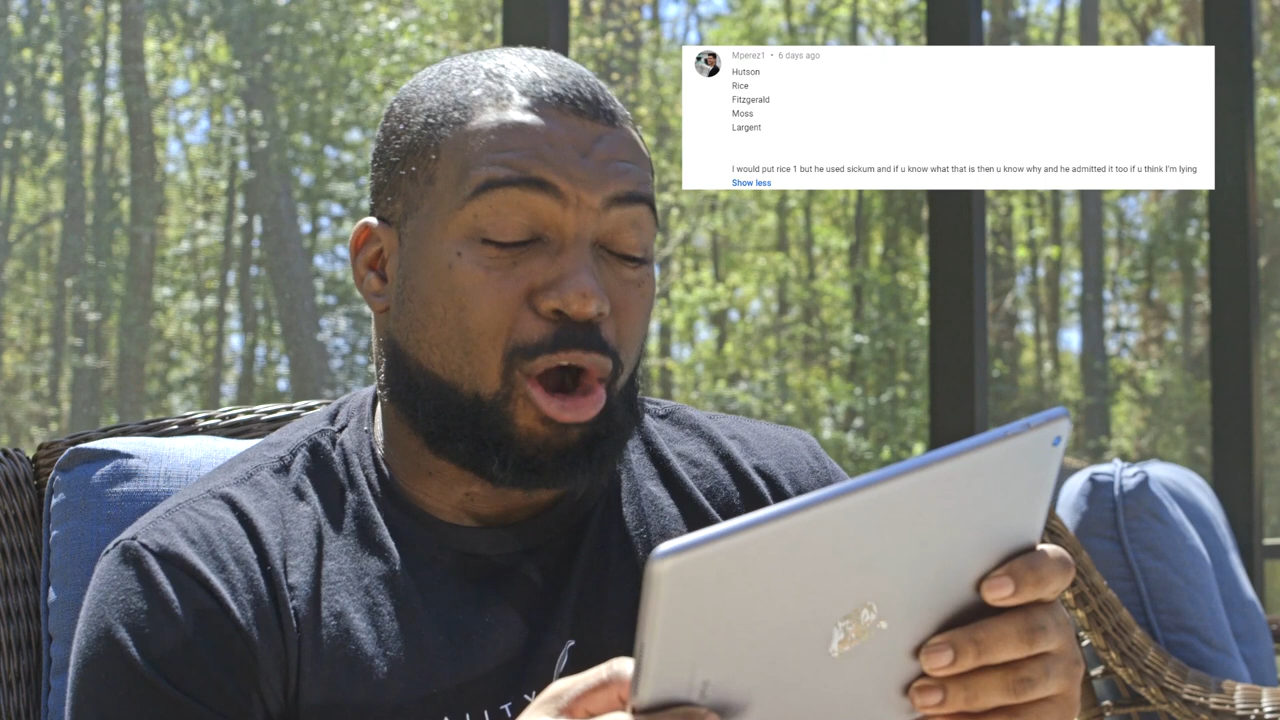 Mperez1 • 6 days ago
Hutson
Rice
Fitzgerald
Moss
Largent
I would put rice 1 but he used sickum and if u know what that is then u know why and he admitted it too if u think I'm lying
Show less